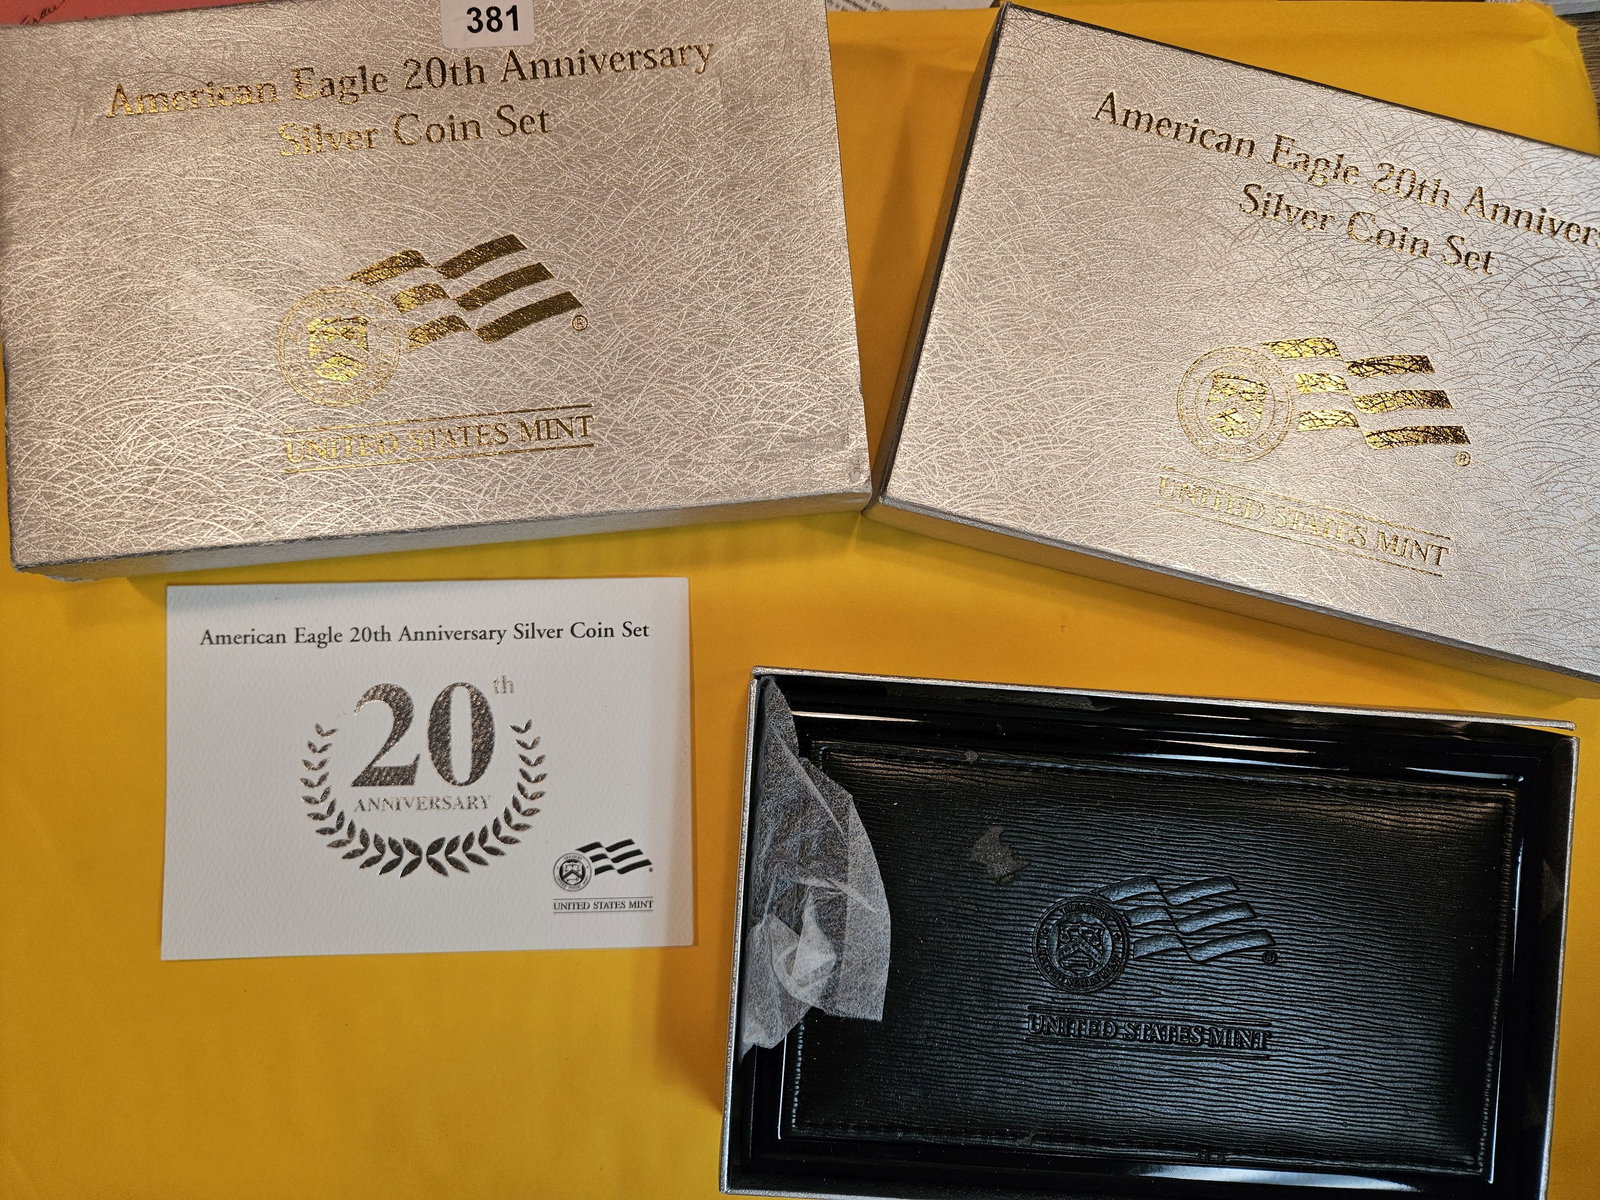 381
American Eagle 20th Anniversary
Silver Coin Set
®
UNITED STATES MINT
American Eagle 20th Annivers
Silver Coin Set
®
UNITED STATES MINT
American Eagle 20th Anniversary Silver Coin Set
20th
ANNIVERSARY
UNITED STATES MINT
®
UNITED STATES MINT